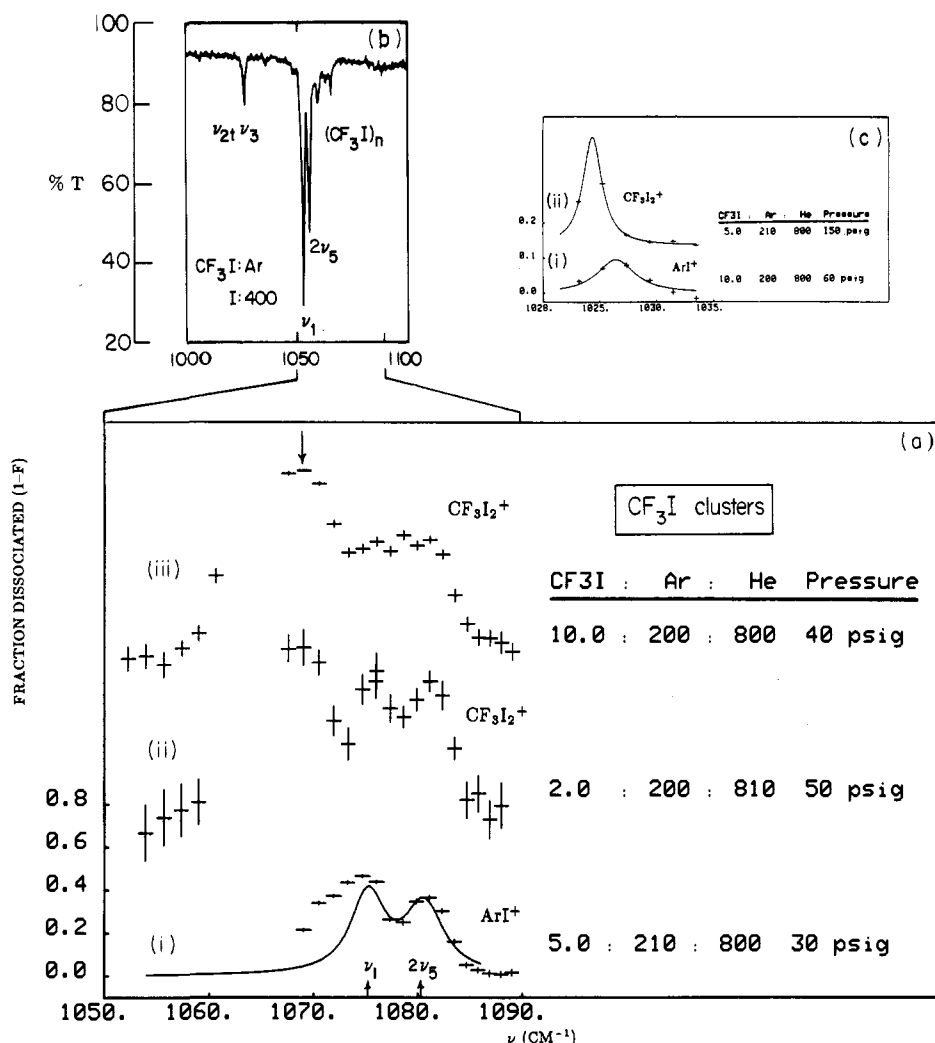 100
80
60
40
20
% T
(b)
ν2+ν3
(CF3I)n
2ν5
CF3I:Ar
1:400
ν1
1000 1050 1100
(c)
(ii)
CF3I2+
0.2
(i)
ArI+
0.1
0.0
1028. 1025. 1030. 1035.
CF3I : Ar : He Pressure
5.0 210 800 150 psig
10.0 200 800 60 psig
(a)
FRACTION DISSOCIATED (1-F)
CF3I2+
CF3I clusters
(iii)
CF3I : Ar : He Pressure
10.0 : 200 : 800 40 psig
CF3I2+
(ii)
2.0 : 200 : 810 50 psig
0.8
0.6
0.4
0.2
0.0
ArI+
(i)
5.0 : 210 : 800 30 psig
ν1 2ν5
1050. 1060. 1070. 1080. 1090.
ν (CM−1)